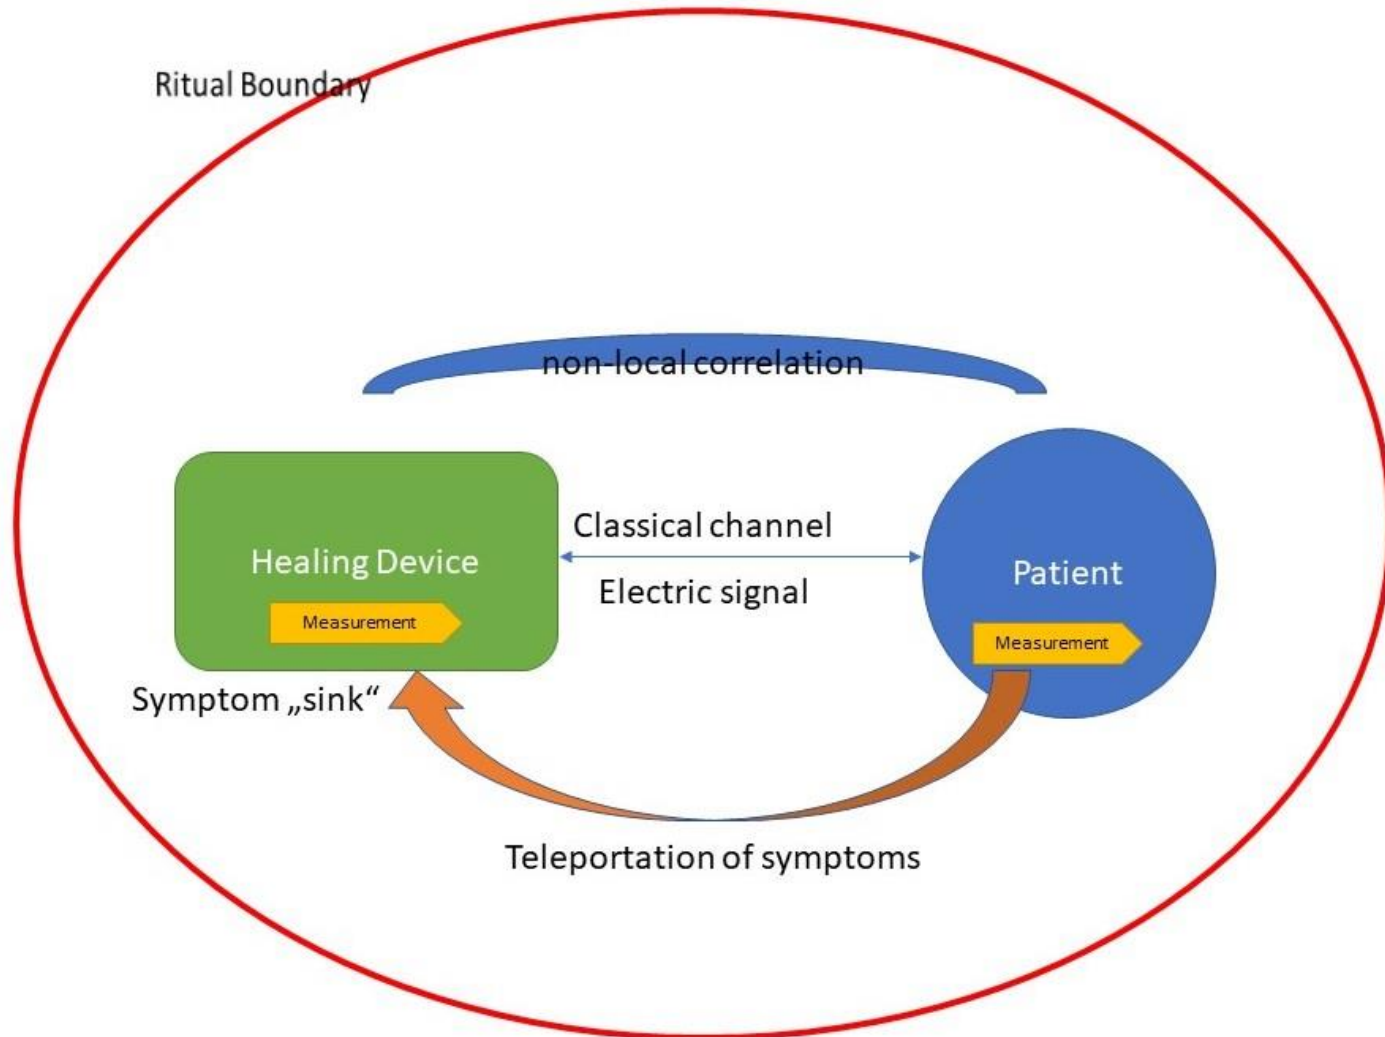 Ritual Boundary
non-local correlation
Classical channel
Healing Device
Electric signal
Patient
Measurement
Measurement
Symptom „sink“
Teleportation of symptoms